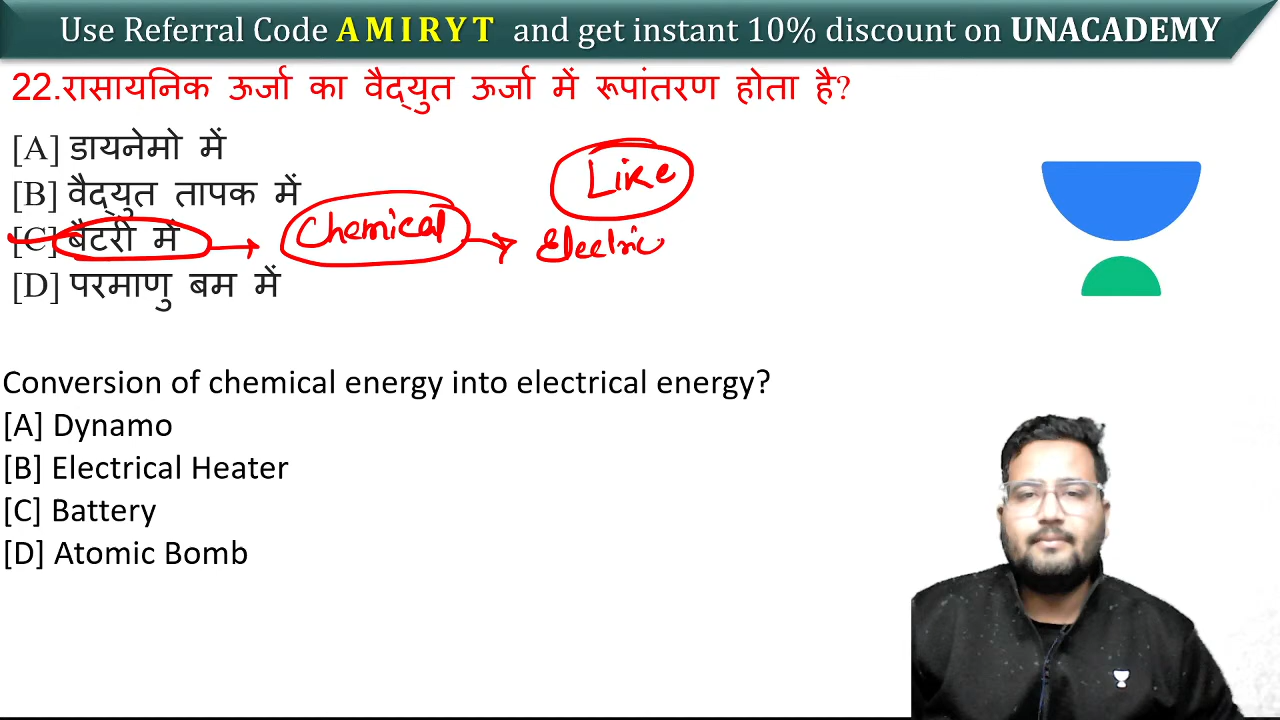 Use Referral Code AMIRYT and get instant 10% discount on UNACADEMY
22.रासायनिक ऊर्जा का वैद्युत ऊर्जा में रूपांतरण होता है?
[A] डायनेमो में
[B] वैद्युत तापक में
[C] बैटरी में
Chemical
Like
Electric
[D] परमाणु बम में
Conversion of chemical energy into electrical energy?
[A] Dynamo
[B] Electrical Heater
[C] Battery
[D] Atomic Bomb